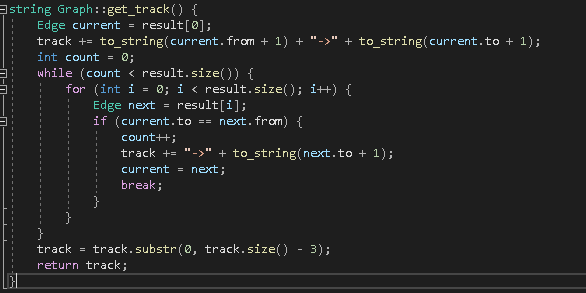 string Graph::get_track() {
    Edge current = result[0];
    track += to_string(current.from + 1) + "->" + to_string(current.to + 1);
    int count = 0;
    while (count < result.size()) {
        for (int i = 0; i < result.size(); i++) {
            Edge next = result[i];
            if (current.to == next.from) {
                count++;
                track += "->" + to_string(next.to + 1);
                current = next;
                break;
            }
        }
    }
    track = track.substr(0, track.size() - 3);
    return track;
}